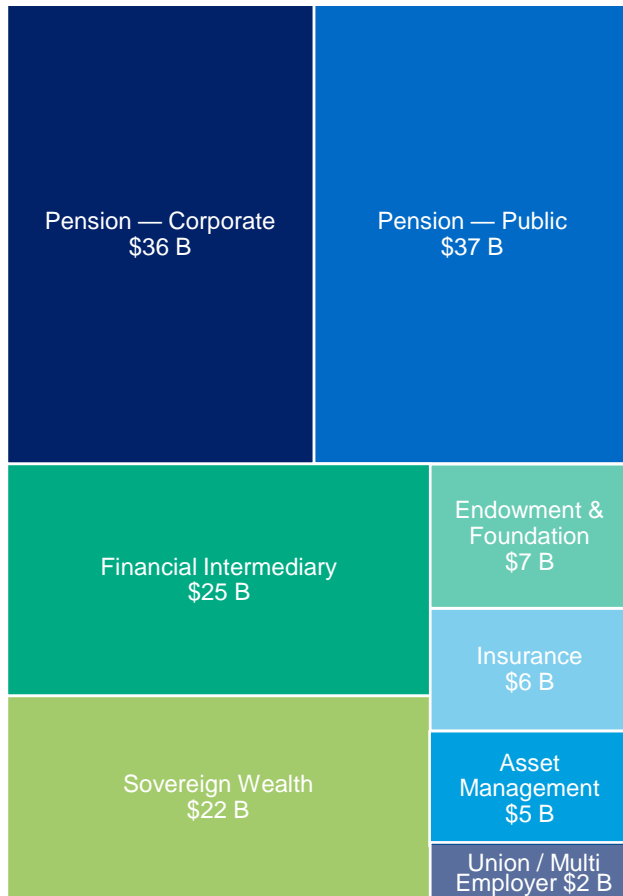 Pension — Corporate
$36 B
Pension — Public
$37 B
Financial Intermediary
$25 B
Endowment &
Foundation
$7 B
Insurance
$6 B
Sovereign Wealth
$22 B
Asset
Management
$5 B
Union / Multi
Employer $2 B